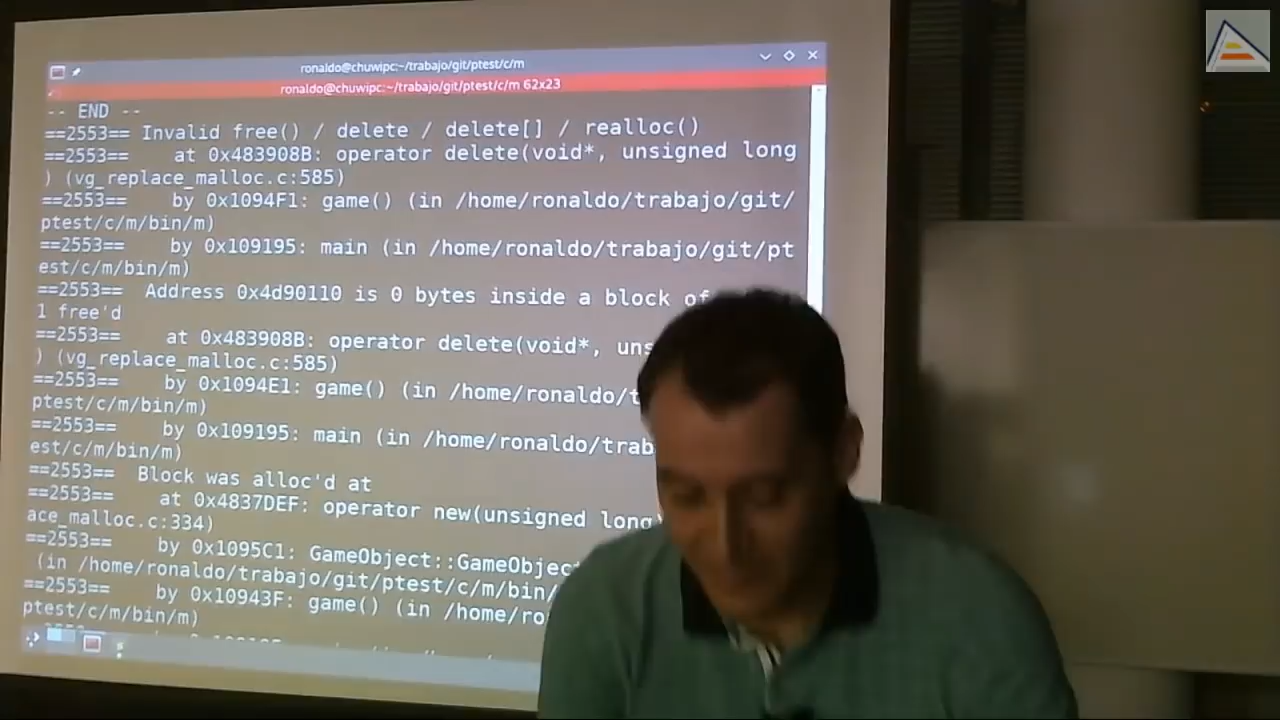 ronaldo@chuwipc:~/trabajo/git/ptest/c/m
ronaldo@chuwipc:~/trabajo/git/ptest/c/m 62x23
-- END --
==2553== Invalid free() / delete / delete[] / realloc()
==2553==    at 0x483908B: operator delete(void*, unsigned long
) (vg_replace_malloc.c:585)
==2553==    by 0x1094F1: game() (in /home/ronaldo/trabajo/git/
ptest/c/m/bin/m)
==2553==    by 0x109195: main (in /home/ronaldo/trabajo/git/pt
est/c/m/bin/m)
==2553==  Address 0x4d90110 is 0 bytes inside a block of
1 free'd
==2553==    at 0x483908B: operator delete(void*, uns
) (vg_replace_malloc.c:585)
==2553==    by 0x1094E1: game() (in /home/ronaldo/t
ptest/c/m/bin/m)
==2553==    by 0x109195: main (in /home/ronaldo/trab
est/c/m/bin/m)
==2553==  Block was alloc'd at
==2553==    at 0x4837DEF: operator new(unsigned long
ace_malloc.c:334)
==2553==    by 0x1095C1: GameObject::GameObjec
(in /home/ronaldo/trabajo/git/ptest/c/m/bin/
==2553==    by 0x10943F: game() (in /home/ro
ptest/c/m/bin/m)